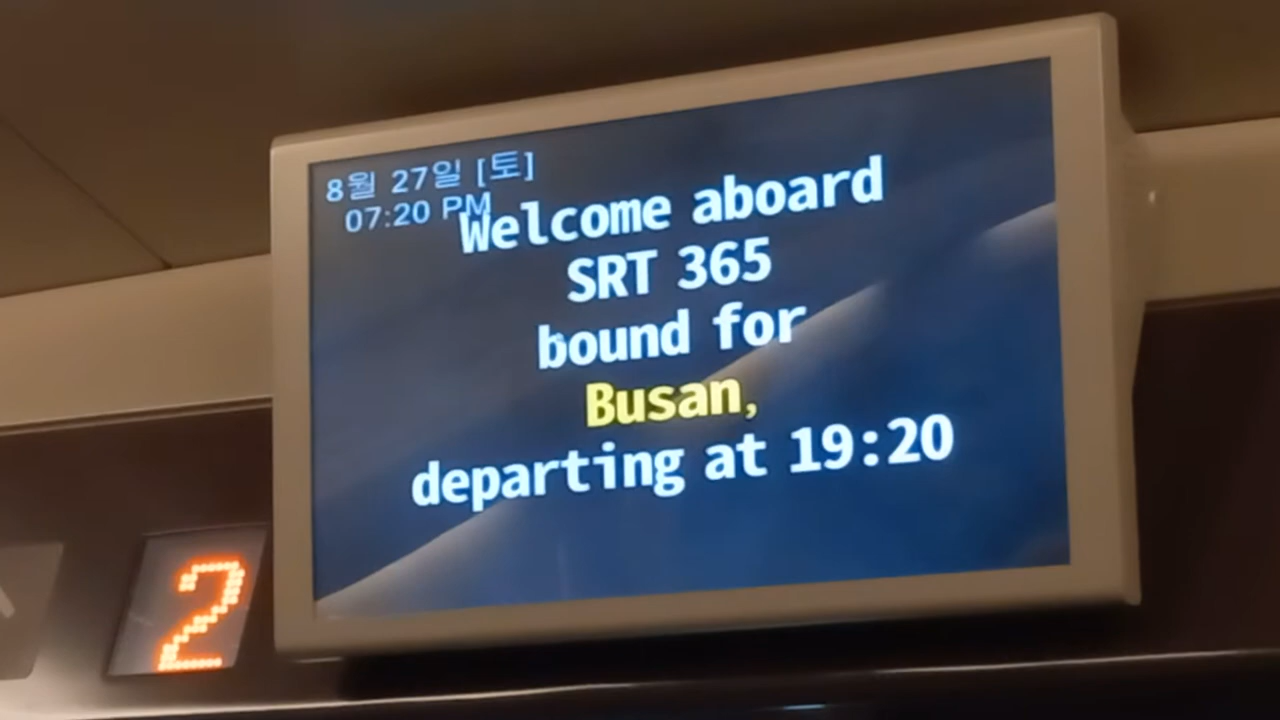 8월 27일 [토]
07:20 PM
Welcome aboard
SRT 365
bound for
Busan,
departing at 19:20
2